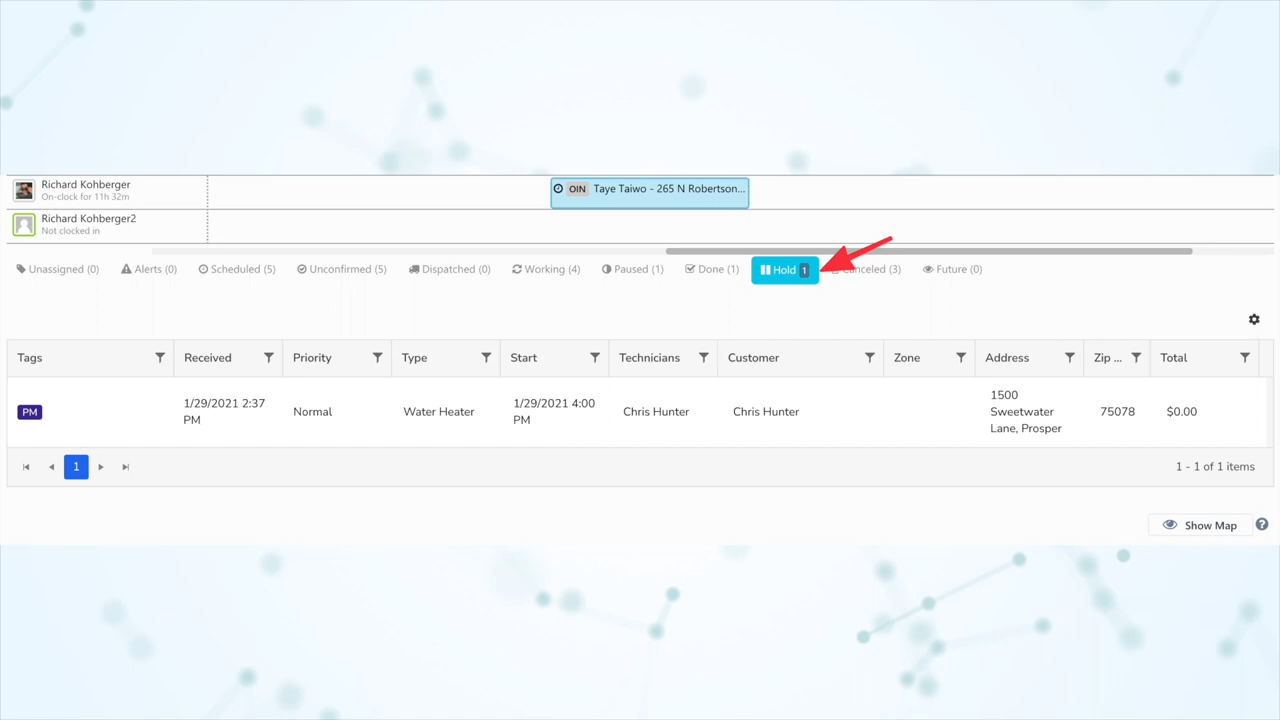 Richard Kohberger
On-clock for 11h 32m
OIN Taye Taiwo - 265 N Robertson...
Richard Kohberger2
Not clocked in
Unassigned (0) Alerts (0) Scheduled (5) Unconfirmed (5) Dispatched (0) Working (4) Paused (1) Done (1) Hold 1 Canceled (3) Future (0)
Tags Received Priority Type Start Technicians Customer Zone Address Zip ... Total
PM 1/29/2021 2:37 PM Normal Water Heater 1/29/2021 4:00 PM Chris Hunter Chris Hunter 1500 Sweetwater Lane, Prosper 75078 $0.00
1 1 - 1 of 1 items
Show Map ?